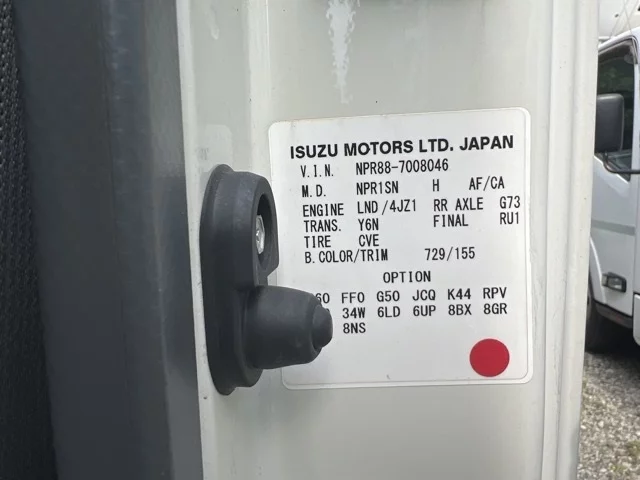 ISUZU MOTORS LTD. JAPAN
V.I.N. NPR88-7008046
M.D. NPR1SN H AF/CA
ENGINE LND/4JZ1 RR AXLE G73
TRANS. Y6N FINAL RU1
TIRE CVE
B.COLOR/TRIM 729/155
OPTION
FFO G50 JCQ K44 RPV
34W 6LD 6UP 8BX 8GR
8NS